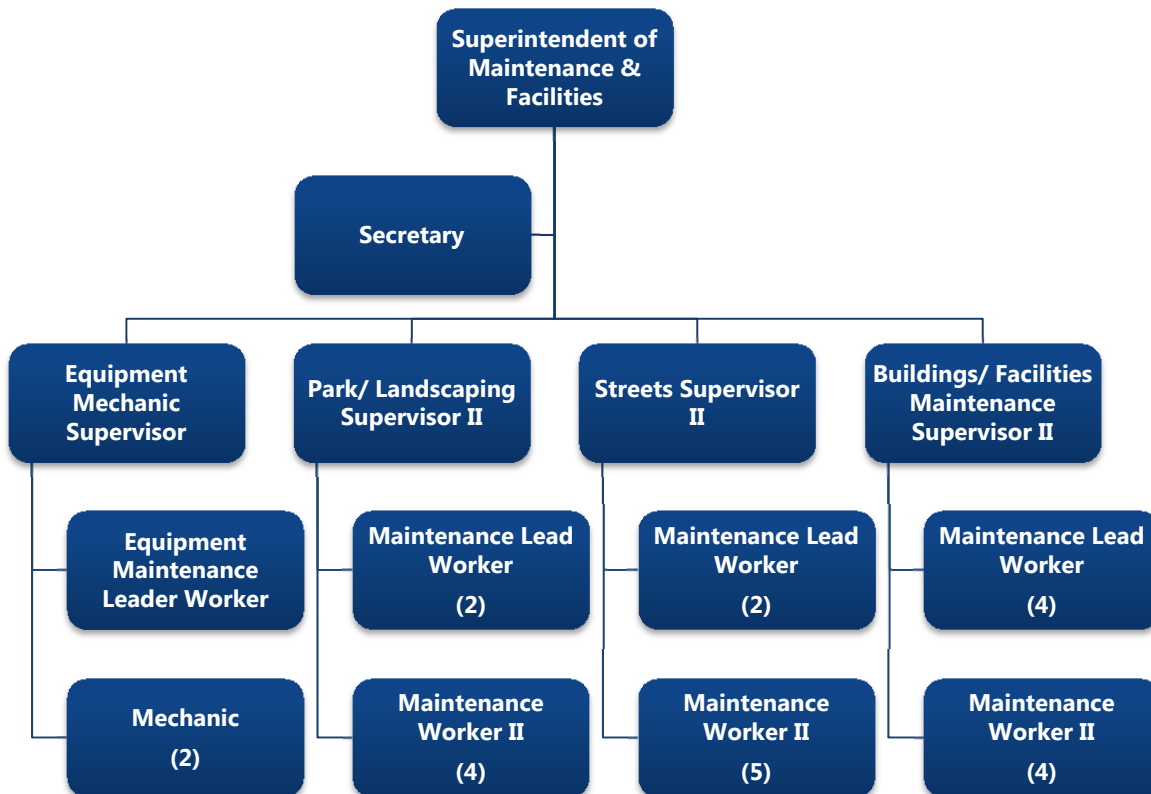 Superintendent of
Maintenance &
Facilities
Secretary
Equipment
Mechanic
Supervisor
Park/ Landscaping
Supervisor II
Streets Supervisor
II
Buildings/ Facilities
Maintenance
Supervisor II
Equipment
Maintenance
Leader Worker
Maintenance Lead
Worker
(2)
Maintenance Lead
Worker
(2)
Maintenance Lead
Worker
(4)
Mechanic
(2)
Maintenance
Worker II
(4)
Maintenance
Worker II
(5)
Maintenance
Worker II
(4)